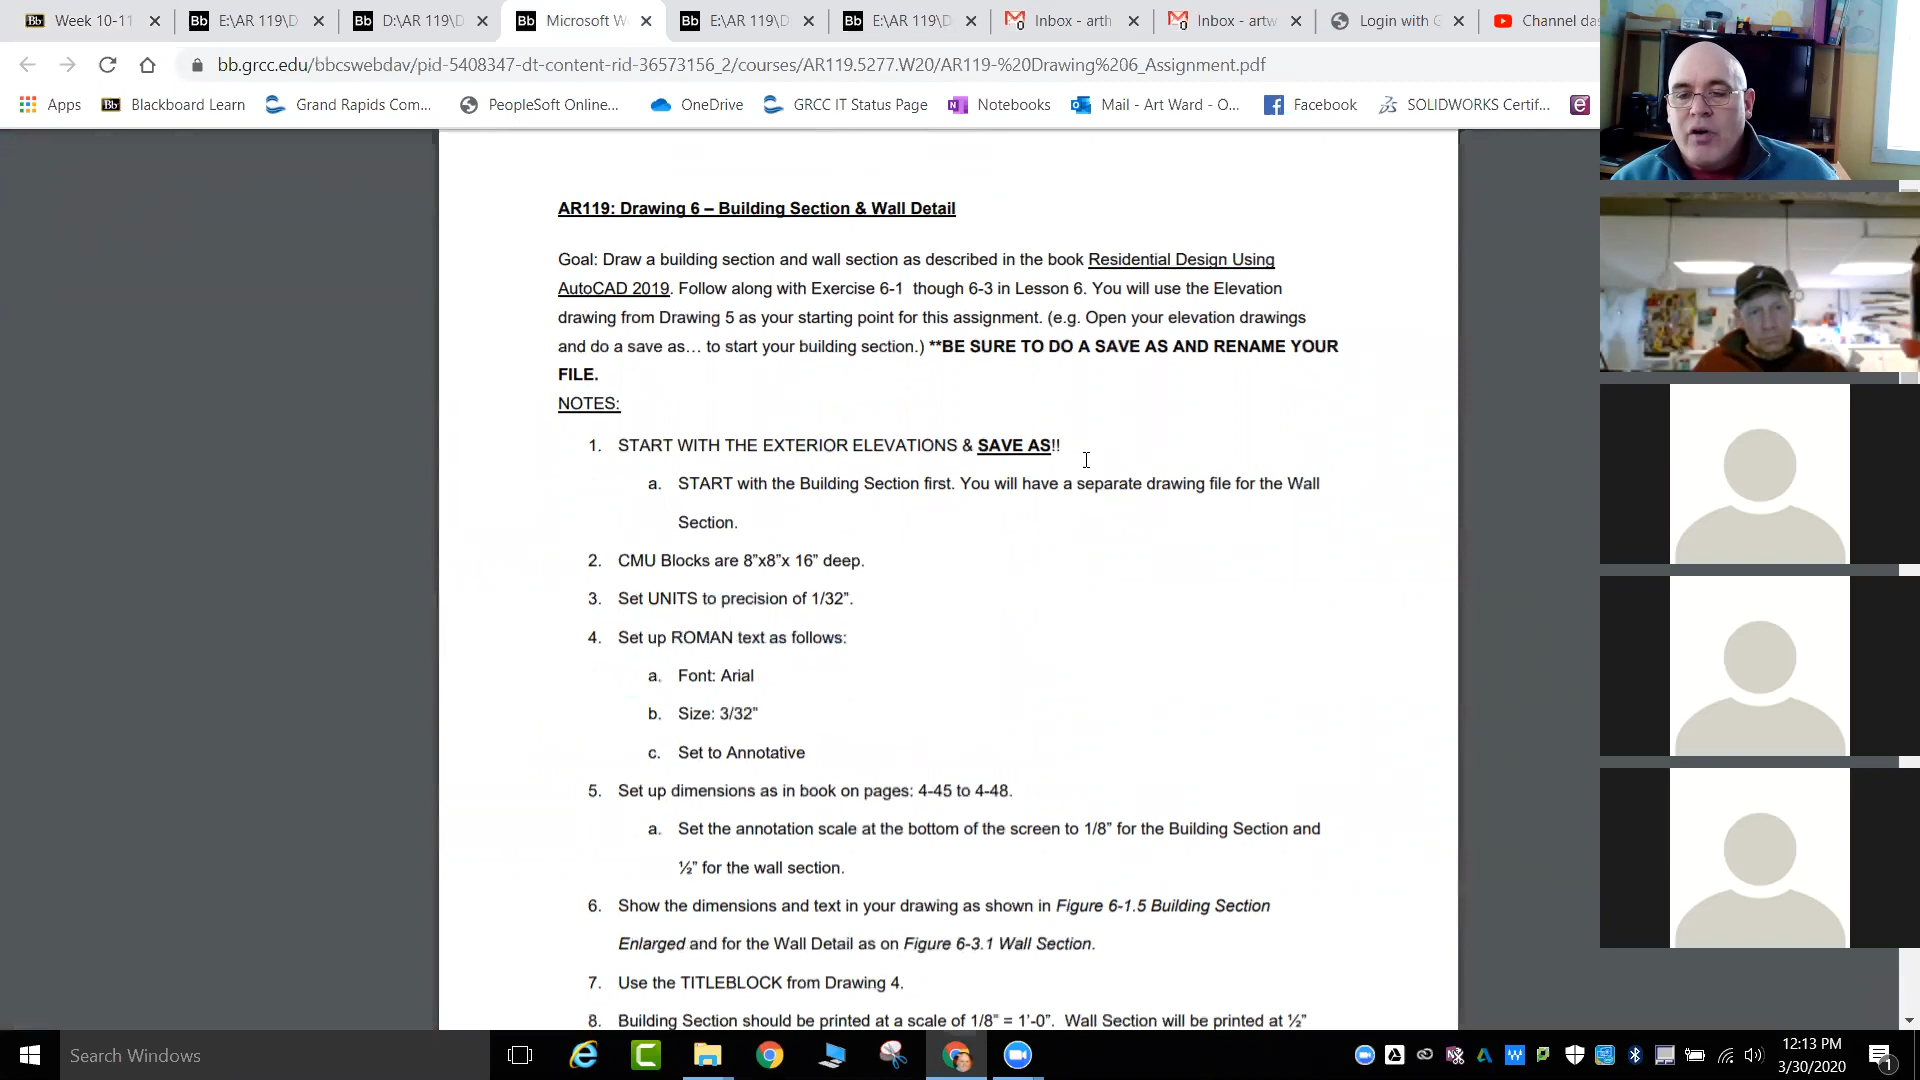 Week 10-11
E:\AR 119\D
D:\AR 119\D
Microsoft W
E:\AR 119\D
E:\AR 119\D
Inbox - arth
Inbox - artw
Login with G
Channel das
bb.grcc.edu/bbcswebdav/pid-5408347-dt-content-rid-36573156_2/courses/AR119.5277.W20/AR119-%20Drawing%206_Assignment.pdf
Apps
Blackboard Learn
Grand Rapids Com...
PeopleSoft Online...
OneDrive
GRCC IT Status Page
Notebooks
Mail - Art Ward - O...
Facebook
SOLIDWORKS Certif...
AR119: Drawing 6 – Building Section & Wall Detail
Goal: Draw a building section and wall section as described in the book Residential Design Using
AutoCAD 2019. Follow along with Exercise 6-1 though 6-3 in Lesson 6. You will use the Elevation
drawing from Drawing 5 as your starting point for this assignment. (e.g. Open your elevation drawings
and do a save as… to start your building section.) **BE SURE TO DO A SAVE AS AND RENAME YOUR
FILE.
NOTES:
1. START WITH THE EXTERIOR ELEVATIONS & SAVE AS!!
a. START with the Building Section first. You will have a separate drawing file for the Wall
Section.
2. CMU Blocks are 8”x8”x 16” deep.
3. Set UNITS to precision of 1/32”.
4. Set up ROMAN text as follows:
a. Font: Arial
b. Size: 3/32”
c. Set to Annotative
5. Set up dimensions as in book on pages: 4-45 to 4-48.
a. Set the annotation scale at the bottom of the screen to 1/8” for the Building Section and
½” for the wall section.
6. Show the dimensions and text in your drawing as shown in Figure 6-1.5 Building Section
Enlarged and for the Wall Detail as on Figure 6-3.1 Wall Section.
7. Use the TITLEBLOCK from Drawing 4.
8. Building Section should be printed at a scale of 1/8” = 1’-0”. Wall Section will be printed at ½”
Search Windows
12:13 PM
3/30/2020
1